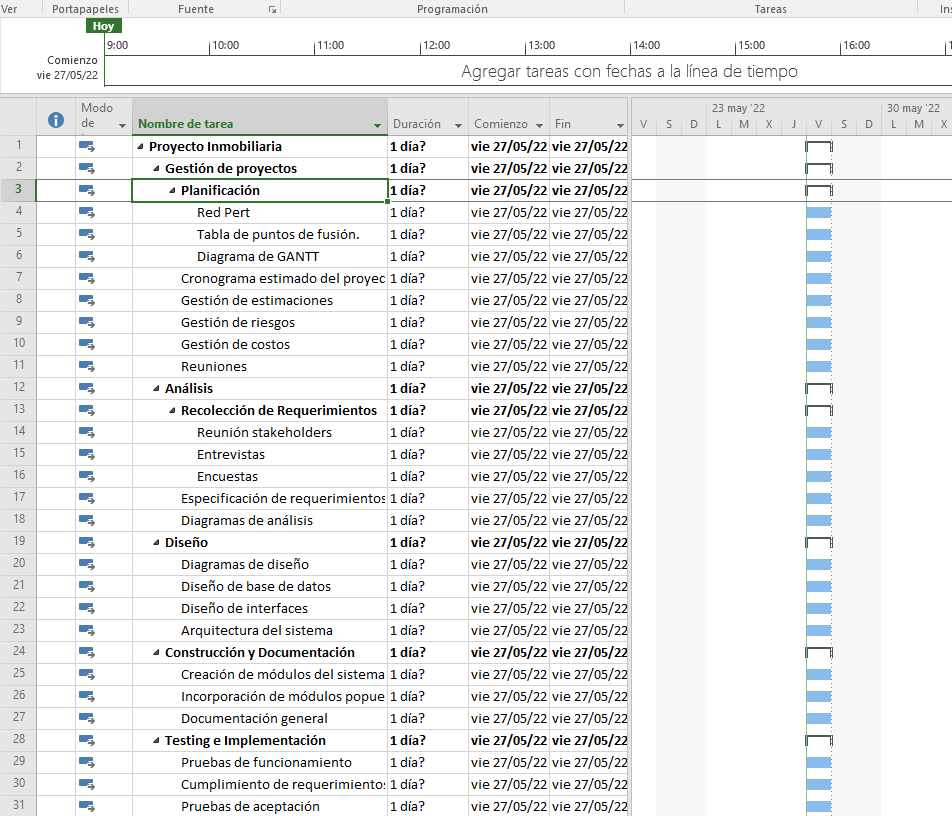 Ver Portapapeles Fuente Programación Tareas Ins
Hoy
9:00 10:00 11:00 12:00 13:00 14:00 15:00 16:00
Comienzo
vie 27/05/22
Agregar tareas con fechas a la línea de tiempo
Modo de Nombre de tarea Duración Comienzo Fin
23 may '22 30 may '22
V S D L M X J V S D L M X
1 Proyecto Inmobiliaria 1 día? vie 27/05/22 vie 27/05/22
2 Gestión de proyectos 1 día? vie 27/05/22 vie 27/05/22
3 Planificación 1 día? vie 27/05/22 vie 27/05/22
4 Red Pert 1 día? vie 27/05/22 vie 27/05/22
5 Tabla de puntos de fusión. 1 día? vie 27/05/22 vie 27/05/22
6 Diagrama de GANTT 1 día? vie 27/05/22 vie 27/05/22
7 Cronograma estimado del proyec 1 día? vie 27/05/22 vie 27/05/22
8 Gestión de estimaciones 1 día? vie 27/05/22 vie 27/05/22
9 Gestión de riesgos 1 día? vie 27/05/22 vie 27/05/22
10 Gestión de costos 1 día? vie 27/05/22 vie 27/05/22
11 Reuniones 1 día? vie 27/05/22 vie 27/05/22
12 Análisis 1 día? vie 27/05/22 vie 27/05/22
13 Recolección de Requerimientos 1 día? vie 27/05/22 vie 27/05/22
14 Reunión stakeholders 1 día? vie 27/05/22 vie 27/05/22
15 Entrevistas 1 día? vie 27/05/22 vie 27/05/22
16 Encuestas 1 día? vie 27/05/22 vie 27/05/22
17 Especificación de requerimientos 1 día? vie 27/05/22 vie 27/05/22
18 Diagramas de análisis 1 día? vie 27/05/22 vie 27/05/22
19 Diseño 1 día? vie 27/05/22 vie 27/05/22
20 Diagramas de diseño 1 día? vie 27/05/22 vie 27/05/22
21 Diseño de base de datos 1 día? vie 27/05/22 vie 27/05/22
22 Diseño de interfaces 1 día? vie 27/05/22 vie 27/05/22
23 Arquitectura del sistema 1 día? vie 27/05/22 vie 27/05/22
24 Construcción y Documentación 1 día? vie 27/05/22 vie 27/05/22
25 Creación de módulos del sistema 1 día? vie 27/05/22 vie 27/05/22
26 Incorporación de módulos popue 1 día? vie 27/05/22 vie 27/05/22
27 Documentación general 1 día? vie 27/05/22 vie 27/05/22
28 Testing e Implementación 1 día? vie 27/05/22 vie 27/05/22
29 Pruebas de funcionamiento 1 día? vie 27/05/22 vie 27/05/22
30 Cumplimiento de requerimientos 1 día? vie 27/05/22 vie 27/05/22
31 Pruebas de aceptación 1 día? vie 27/05/22 vie 27/05/22